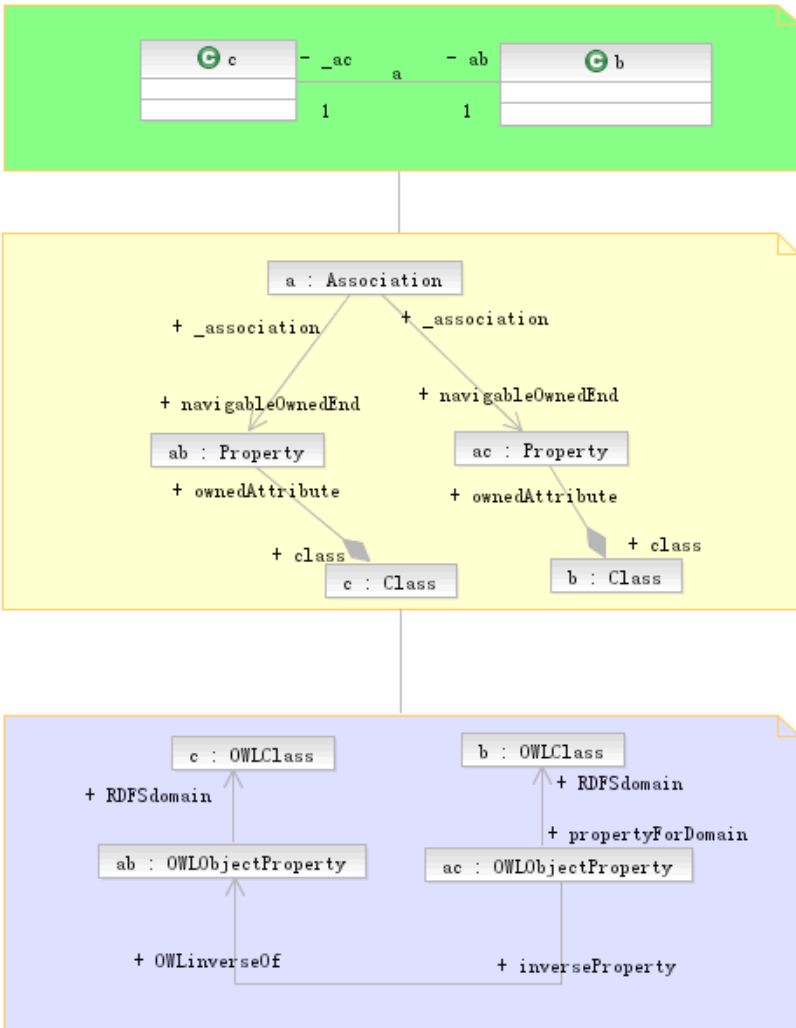 C c
- _ac
a
- ab
C b
1
1
a : Association
+ _association
+ _association
+ navigableOwnedEnd
+ navigableOwnedEnd
ab : Property
ac : Property
+ ownedAttribute
+ ownedAttribute
+ class
+ class
c : Class
b : Class
c : OWLClass
b : OWLClass
+ RDFSdomain
+ RDFSdomain
+ propertyForDomain
ab : OWLObjectProperty
ac : OWLObjectProperty
+ OWLinverseOf
+ inverseProperty